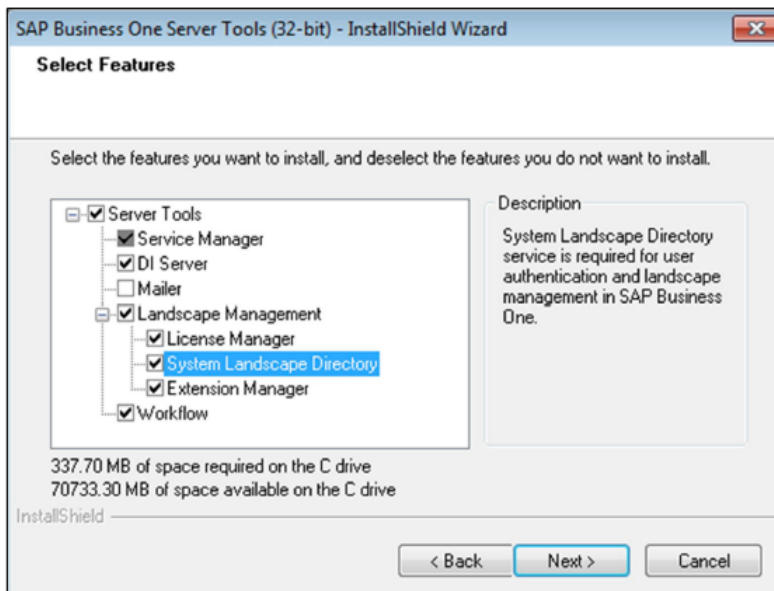 SAP Business One Server Tools (32-bit) - InstallShield Wizard
Select Features
Select the features you want to install, and deselect the features you do not want to install.
Server Tools
Service Manager
DI Server
Mailer
Landscape Management
License Manager
System Landscape Directory
Extension Manager
Workflow
Description
System Landscape Directory
service is required for user
authentication and landscape
management in SAP Business
One.
337.70 MB of space required on the C drive
70733.30 MB of space available on the C drive
InstallShield
< Back
Next >
Cancel